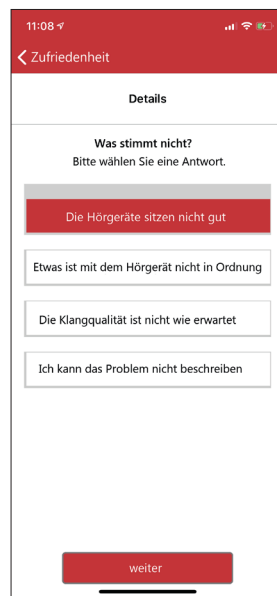 11:08
Zufriedenheit
Details
Was stimmt nicht?
Bitte wählen Sie eine Antwort.
Die Hörgeräte sitzen nicht gut
Etwas ist mit dem Hörgerät nicht in Ordnung
Die Klangqualität ist nicht wie erwartet
Ich kann das Problem nicht beschreiben
weiter